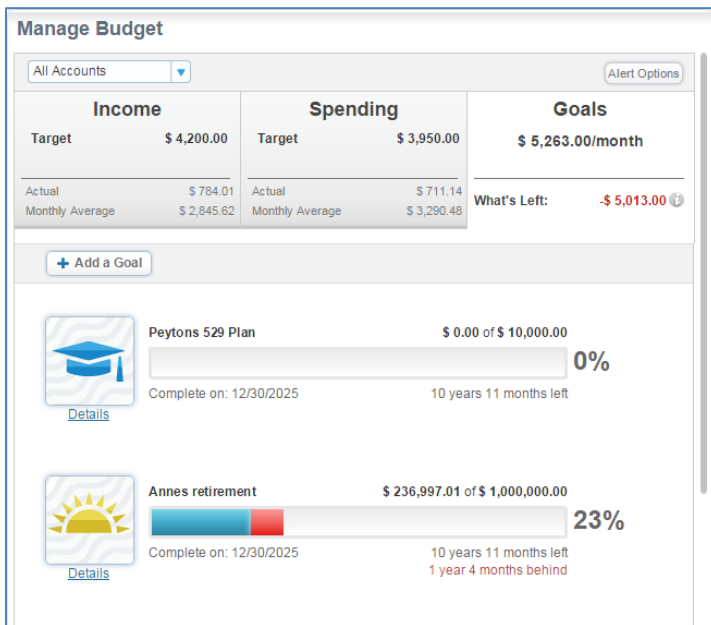 Manage Budget
All Accounts
Alert Options
Income
Target $ 4,200.00
Actual $ 784.01
Monthly Average $ 2,845.62
Spending
Target $ 3,950.00
Actual $ 711.14
Monthly Average $ 3,290.48
Goals
$ 5,263.00/month
What's Left: -$ 5,013.00 i
+ Add a Goal
Peytons 529 Plan $ 0.00 of $ 10,000.00
0%
Complete on: 12/30/2025 10 years 11 months left
Details
Annes retirement $ 236,997.01 of $ 1,000,000.00
23%
Complete on: 12/30/2025 10 years 11 months left
1 year 4 months behind
Details